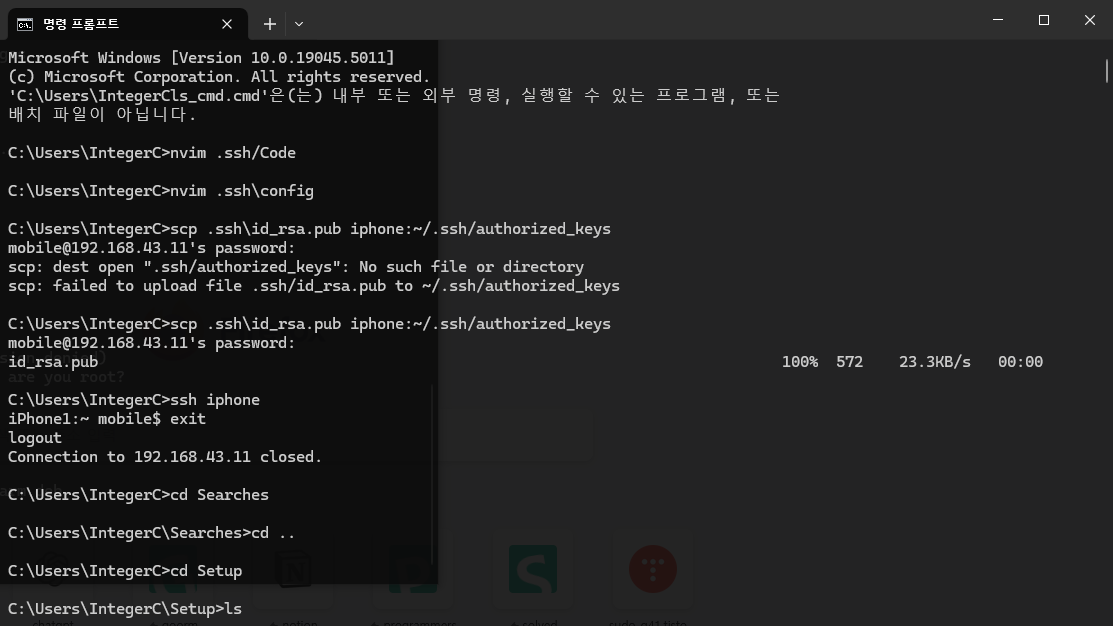 명령 프롬프트
Microsoft Windows [Version 10.0.19045.5011]
(c) Microsoft Corporation. All rights reserved.
'C:\Users\IntegerCls_cmd.cmd'은(는) 내부 또는 외부 명령, 실행할 수 있는 프로그램, 또는
배치 파일이 아닙니다.
C:\Users\IntegerC>nvim .ssh/Code
C:\Users\IntegerC>nvim .ssh\config
C:\Users\IntegerC>scp .ssh\id_rsa.pub iphone:~/.ssh/authorized_keys
mobile@192.168.43.11's password:
scp: dest open ".ssh/authorized_keys": No such file or directory
scp: failed to upload file .ssh/id_rsa.pub to ~/.ssh/authorized_keys
C:\Users\IntegerC>scp .ssh\id_rsa.pub iphone:~/.ssh/authorized_keys
mobile@192.168.43.11's password:
id_rsa.pub 100% 572 23.3KB/s 00:00
are you root?
C:\Users\IntegerC>ssh iphone
iPhone1:~ mobile$ exit
logout
Connection to 192.168.43.11 closed.
C:\Users\IntegerC>cd Searches
C:\Users\IntegerC\Searches>cd ..
C:\Users\IntegerC>cd Setup
C:\Users\IntegerC\Setup>ls